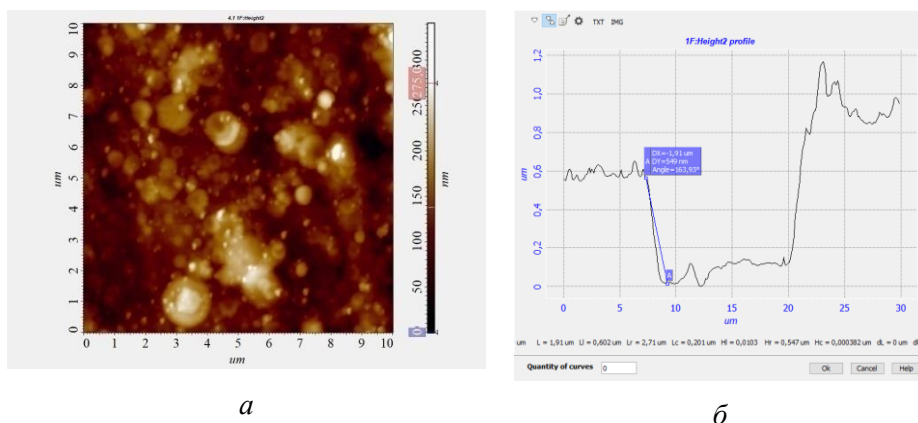 4.1 1F:Height2
10
9
8
7
6
5
4
3
2
1
0
um
0 1 2 3 4 5 6 7 8 9 10
um
300
275,0
250
200
150
100
50
0
nm
a
TXT IMG
1F:Height2 profile
1,2
1,0
0,8
0,6
0,4
0,2
0
um
DX=-1,91 um
DY=549 nm
Angle=163,93°
A
0 5 10 15 20 25 30
um
um L = 1,91 um Ll = 0,602 um Lr = 2,71 um Lc = 0,201 um Hl = 0,0103 Hr = 0,547 um Hc = 0,000382 um dL = 0 um
Quantity of curves 0 Ok Cancel Help
б